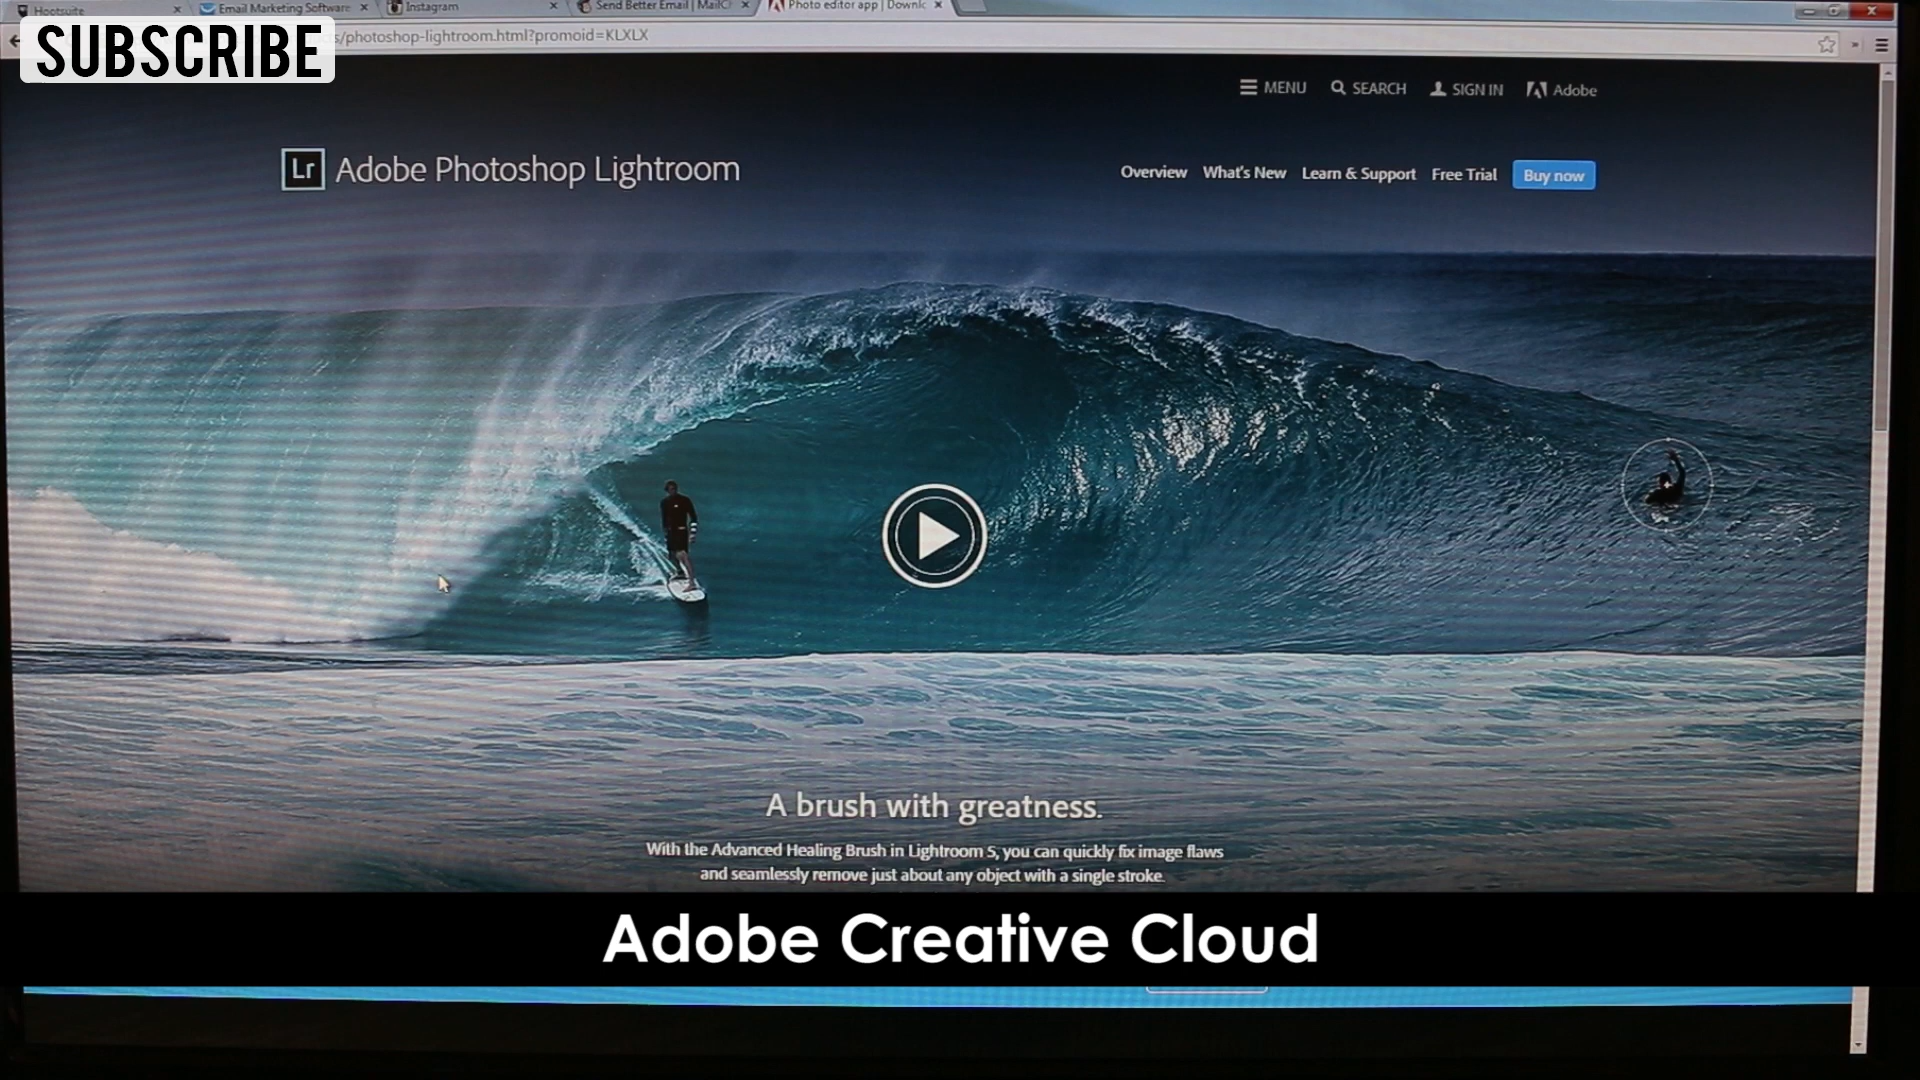 Hootsuite
Email Marketing Software
Instagram
Send Better Email | MailC
Photo editor app | Downlo
SUBSCRIBE
/photoshop-lightroom.html?promoid=KLXLX
MENU
SEARCH
SIGN IN
Adobe
Lr Adobe Photoshop Lightroom
Overview
What's New
Learn & Support
Free Trial
Buy now
A brush with greatness.
With the Advanced Healing Brush in Lightroom 5, you can quickly fix image flaws
and seamlessly remove just about any object with a single stroke.
Adobe Creative Cloud